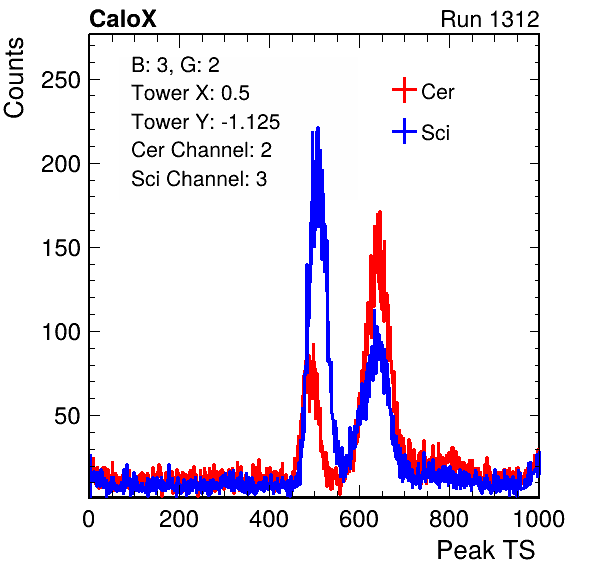 CaloX Run 1312
Counts
B: 3, G: 2
Tower X: 0.5
Tower Y: -1.125
Cer Channel: 2
Sci Channel: 3
Cer
Sci
250
200
150
100
50
0 200 400 600 800 1000
Peak TS